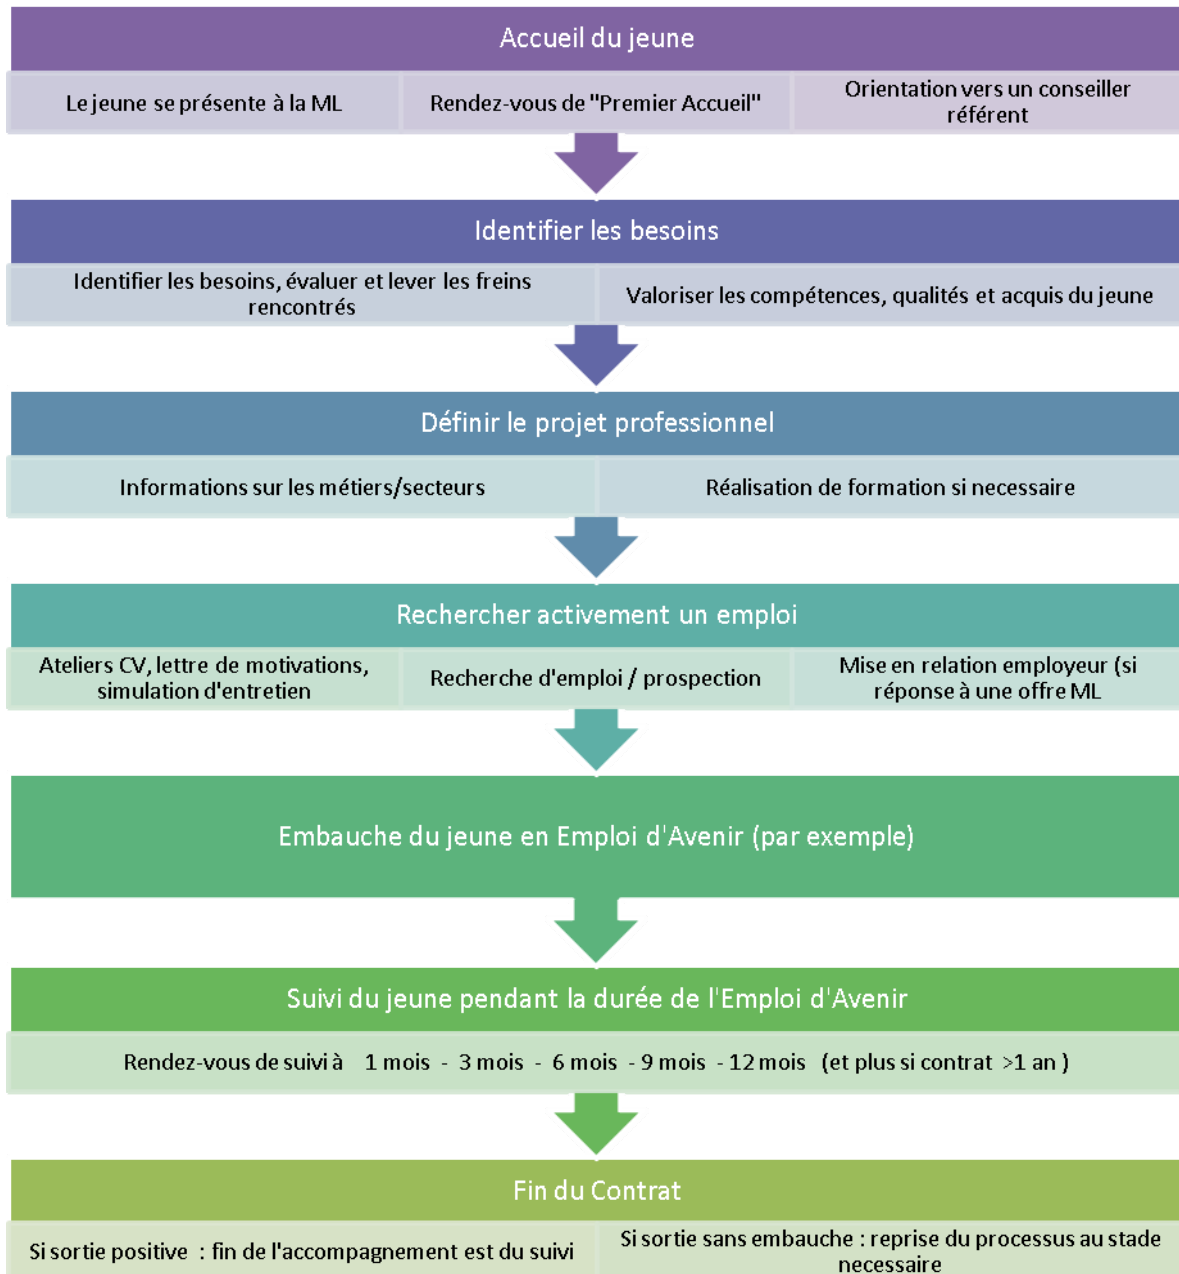 Accueil du jeune
Le jeune se présente à la ML
Rendez-vous de "Premier Accueil"
Orientation vers un conseiller
référent
Identifier les besoins
Identifier les besoins, évaluer et lever les freins
rencontrés
Valoriser les compétences, qualités et acquis du jeune
Définir le projet professionnel
Informations sur les métiers/secteurs
Réalisation de formation si necessaire
Rechercher activement un emploi
Ateliers CV, lettre de motivations,
simulation d'entretien
Recherche d'emploi / prospection
Mise en relation employeur (si
réponse à une offre ML
Embauche du jeune en Emploi d'Avenir (par exemple)
Suivi du jeune pendant la durée de l'Emploi d'Avenir
Rendez-vous de suivi à 1 mois - 3 mois - 6 mois - 9 mois - 12 mois (et plus si contrat >1 an )
Fin du Contrat
Si sortie positive : fin de l'accompagnement est du suivi
Si sortie sans embauche : reprise du processus au stade
necessaire